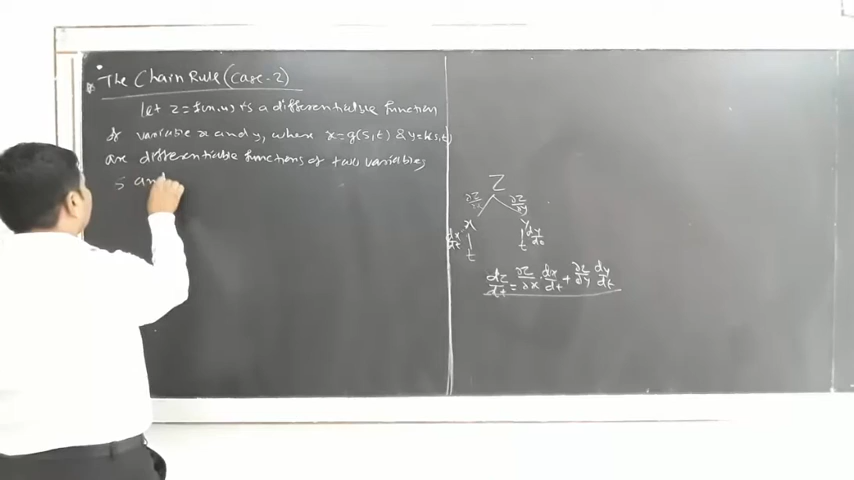 The Chain Rule (Case-2)
let z = f(x,y) is a differentiable function
of variable x and y, where x=g(s,t) & y=h(s,t)
are differentiable functions of two variables
s and
Z
∂z/∂x ∂z/∂y
x y
dx/dt dy/dt
t t
dz/dt = ∂z/∂x · dx/dt + ∂z/∂y dy/dt